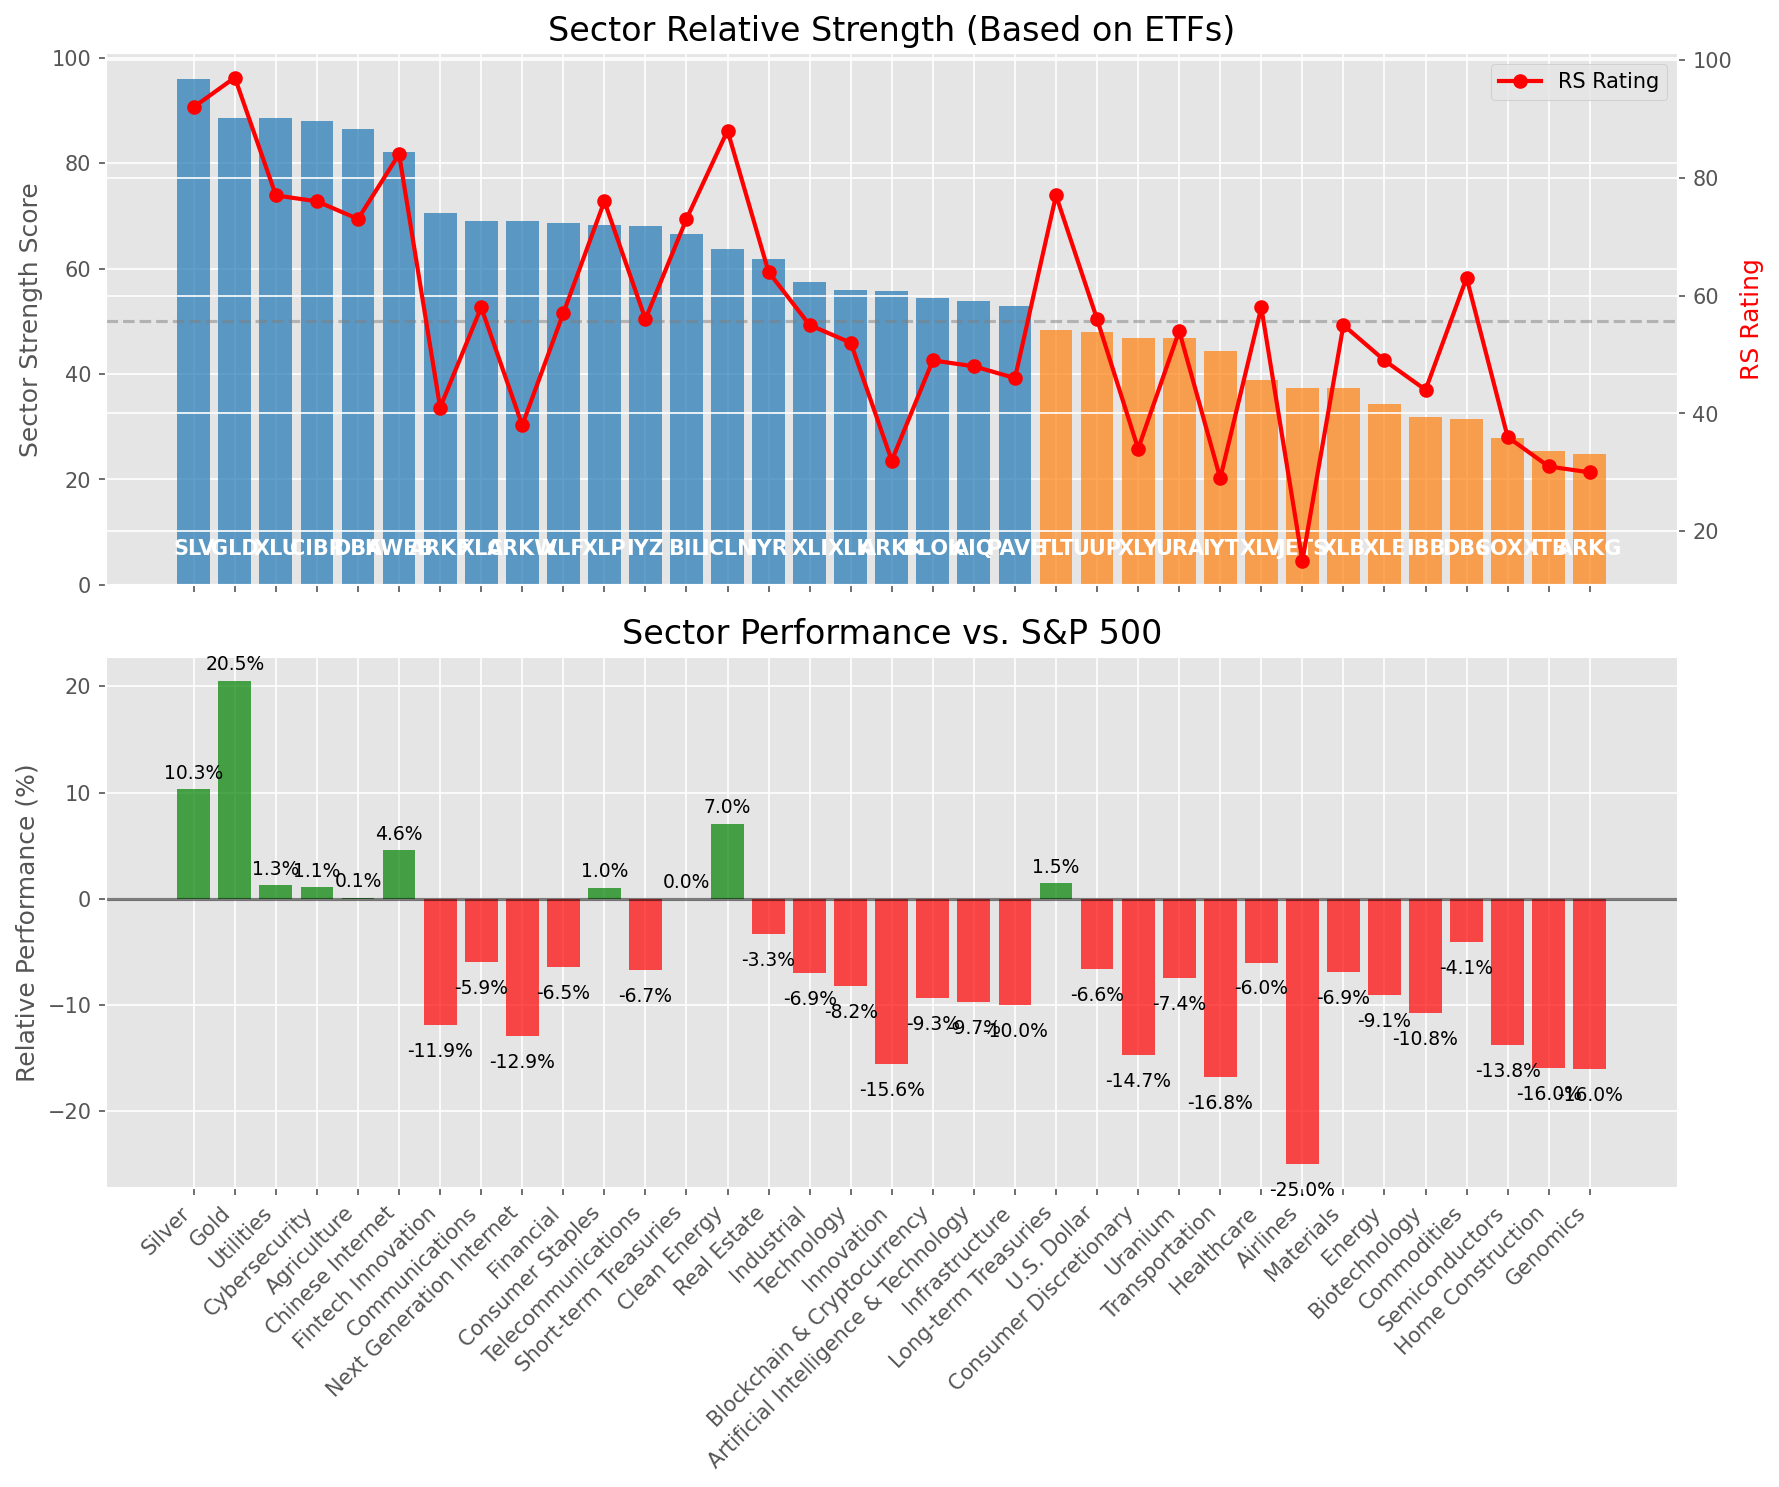 Sector Relative Strength (Based on ETFs)
Sector Strength Score
100
80
60
40
20
0
RS Rating
100
80
60
40
20
RS Rating
SLV
GLD
XLU
CIBR
DBA
KWEB
ARKF
XLC
ARKW
XLF
XLP
IYZ
BIL
ICLN
IYR
XLI
XLK
ARKK
BLOK
AIQ
PAVE
TLT
UUP
XLY
URA
IYT
XLV
JETS
XLB
XLE
IBB
DBC
SOXX
ITB
ARKG
Sector Performance vs. S&P 500
Relative Performance (%)
20
10
0
−10
−20
10.3%
20.5%
1.3%
1.1%
0.1%
4.6%
-11.9%
-5.9%
-12.9%
-6.5%
1.0%
-6.7%
0.0%
7.0%
-3.3%
-6.9%
-8.2%
-15.6%
-9.3%
-9.7%
-10.0%
1.5%
-6.6%
-14.7%
-7.4%
-16.8%
-6.0%
-25.0%
-6.9%
-9.1%
-10.8%
-4.1%
-13.8%
-16.0%
-16.0%
Silver
Gold
Utilities
Cybersecurity
Agriculture
Chinese Internet
Fintech Innovation
Communications
Next Generation Internet
Financial
Consumer Staples
Telecommunications
Short-term Treasuries
Clean Energy
Real Estate
Industrial
Technology
Innovation
Blockchain & Cryptocurrency
Artificial Intelligence & Technology
Infrastructure
Long-term Treasuries
U.S. Dollar
Consumer Discretionary
Uranium
Transportation
Healthcare
Airlines
Materials
Energy
Biotechnology
Commodities
Semiconductors
Home Construction
Genomics